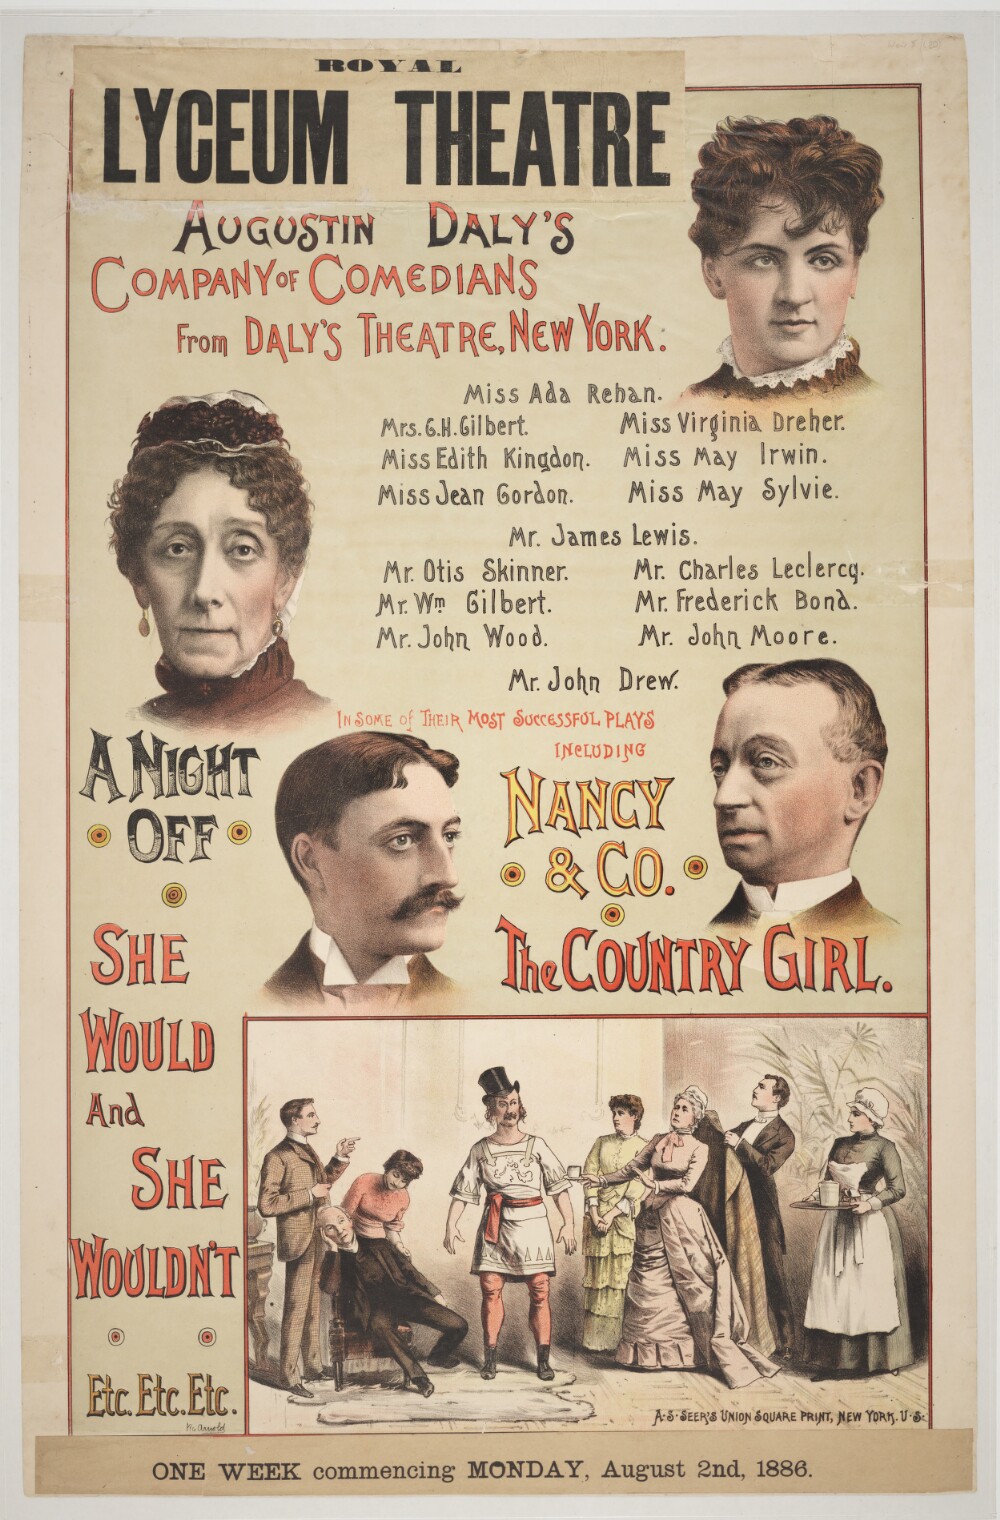 ROYAL
LYCEUM THEATRE
AUGUSTIN DALY'S
COMPANY OF COMEDIANS
From DALY'S THEATRE, NEW YORK.
Miss Ada Rehan.
Mrs. G.H. Gilbert. Miss Virginia Dreher.
Miss Edith Kingdon. Miss May Irwin.
Miss Jean Gordon. Miss May Sylvie.
Mr. James Lewis.
Mr. Otis Skinner. Mr. Charles Leclercq.
Mr. Wm Gilbert. Mr. Frederick Bond.
Mr. John Wood. Mr. John Moore.
Mr. John Drew.
IN SOME of THEIR MOST SUCCESSFUL PLAYS
INCLUDING
A NIGHT
OFF
NANCY
& CO.
The COUNTRY GIRL.
SHE
WOULD
And
SHE
WOULDN'T
Etc. Etc. Etc.
A.S. SEER'S UNION SQUARE PRINT, NEW YORK. U.S.
ONE WEEK commencing MONDAY, August 2nd, 1886.